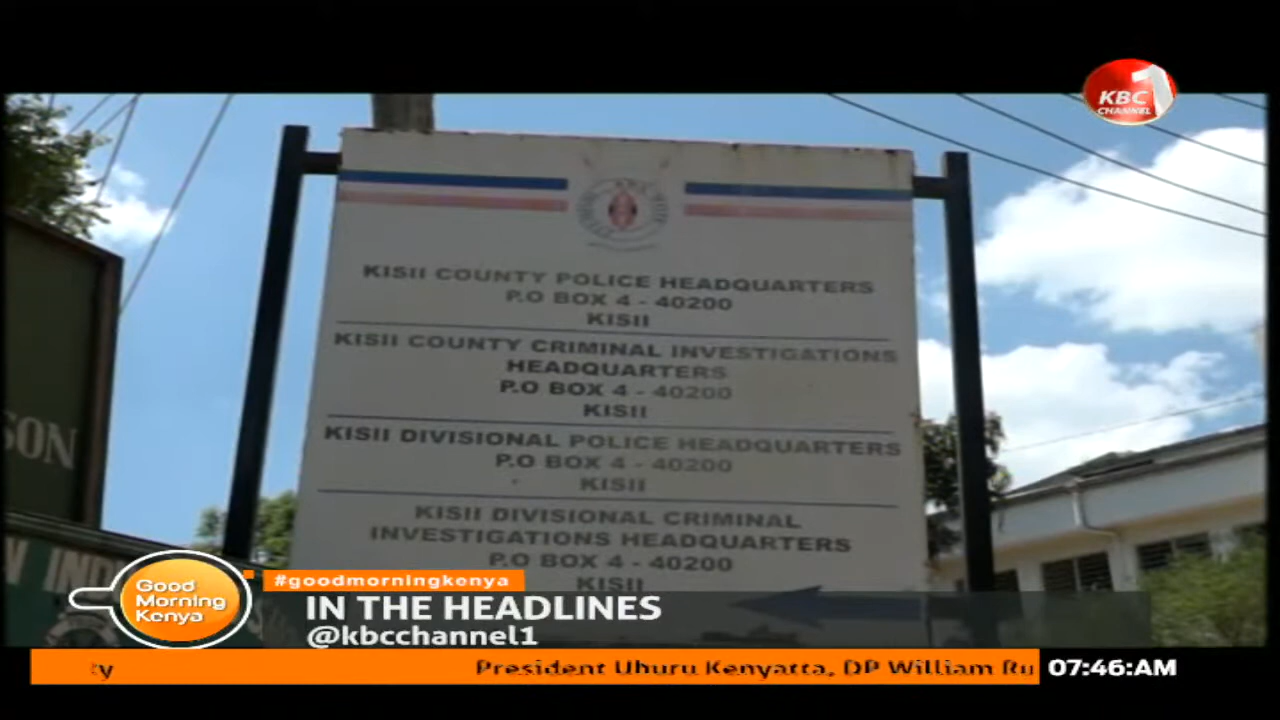 KBC 1
CHANNEL
KISII COUNTY POLICE HEADQUARTERS
P.O BOX 4 - 40200
KISII
KISII COUNTY CRIMINAL INVESTIGATIONS
HEADQUARTERS
P.O BOX 4 - 40200
KISII
KISII DIVISIONAL POLICE HEADQUARTERS
P.O BOX 4 - 40200
KISII
KISII DIVISIONAL CRIMINAL
INVESTIGATIONS HEADQUARTERS
P.O BOX 4 - 40200
KISII
SON
Good
Morning
Kenya
#goodmorningkenya
IN THE HEADLINES
@kbcchannel1
ty President Uhuru Kenyatta, DP William Ru
07:46:AM